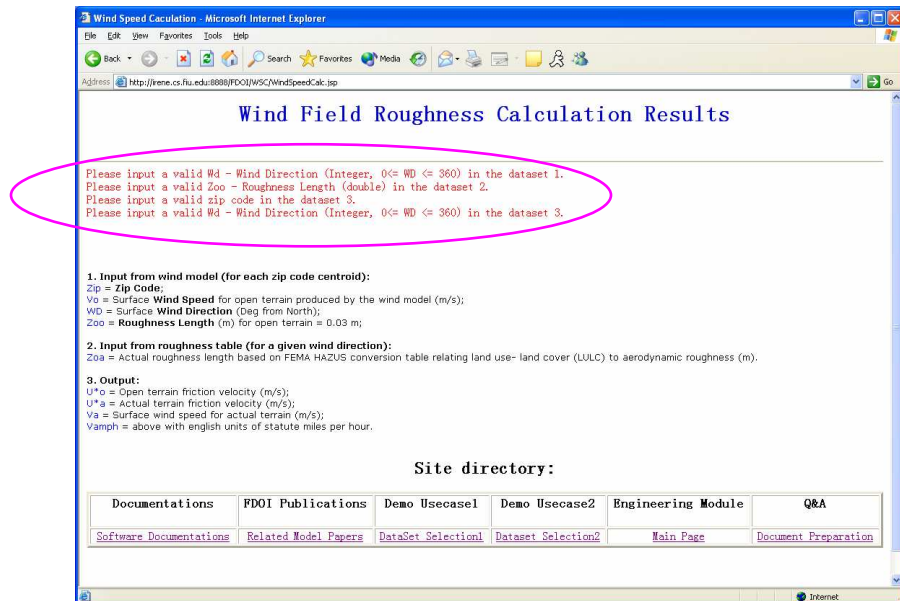 Wind Speed Caculation - Microsoft Internet Explorer
File Edit View Favorites Tools Help
Back Search Favorites Media
Address http://irene.cs.fiu.edu:8888/FDOI/WSC/WindSpeedCalc.jsp Go
Wind Field Roughness Calculation Results
Please input a valid Wd - Wind Direction (Integer, 0<= WD <= 360) in the dataset 1.
Please input a valid Zoo - Roughness Length (double) in the dataset 2.
Please input a valid zip code in the dataset 3.
Please input a valid Wd - Wind Direction (Integer, 0<= WD <= 360) in the dataset 3.
1. Input from wind model (for each zip code centroid):
Zip = Zip Code;
Vo = Surface Wind Speed for open terrain produced by the wind model (m/s);
WD = Surface Wind Direction (Deg from North);
Zoo = Roughness Length (m) for open terrain = 0.03 m;
2. Input from roughness table (for a given wind direction):
Zoa = Actual roughness length based on FEMA HAZUS conversion table relating land use- land cover (LULC) to aerodynamic roughness (m).
3. Output:
U*o = Open terrain friction velocity (m/s);
U*a = Actual terrain friction velocity (m/s);
Va = Surface wind speed for actual terrain (m/s);
Vamph = above with english units of statute miles per hour.
Site directory:
Documentations FDOI Publications Demo Usecase1 Demo Usecase2 Engineering Module Q&A
Software Documentations Related Model Papers DataSet Selection1 Dataset Selection2 Main Page Document Preparation
Internet